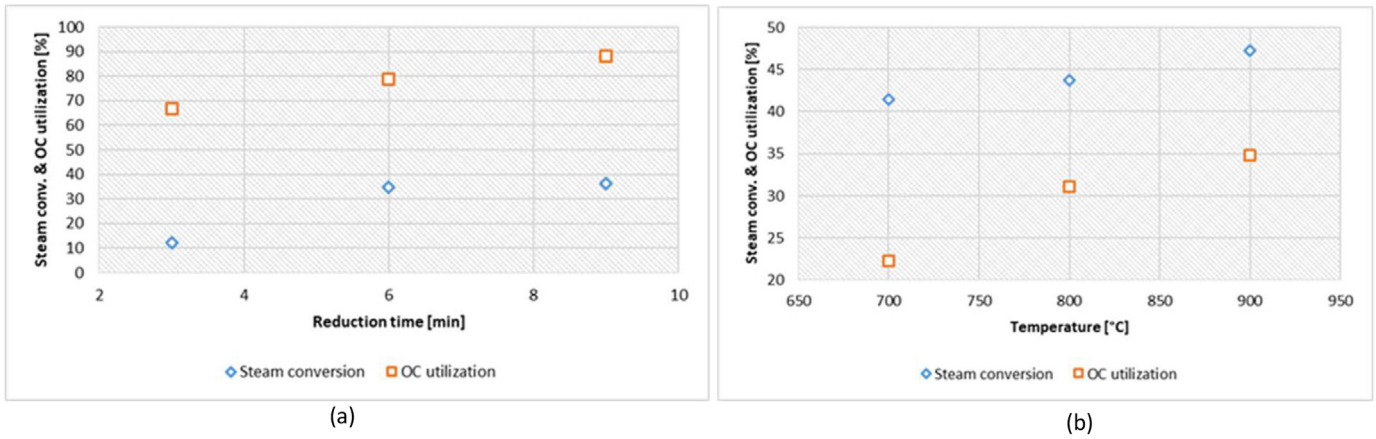 Steam conv. & OC utilization [%]
100
90
80
70
60
50
40
30
20
10
0
2 4 6 8 10
Reduction time [min]
Steam conversion OC utilization
(a)
Steam conv. & OC utilization [%]
50
45
40
35
30
25
20
650 700 750 800 850 900 950
Temperature [°C]
Steam conversion OC utilization
(b)